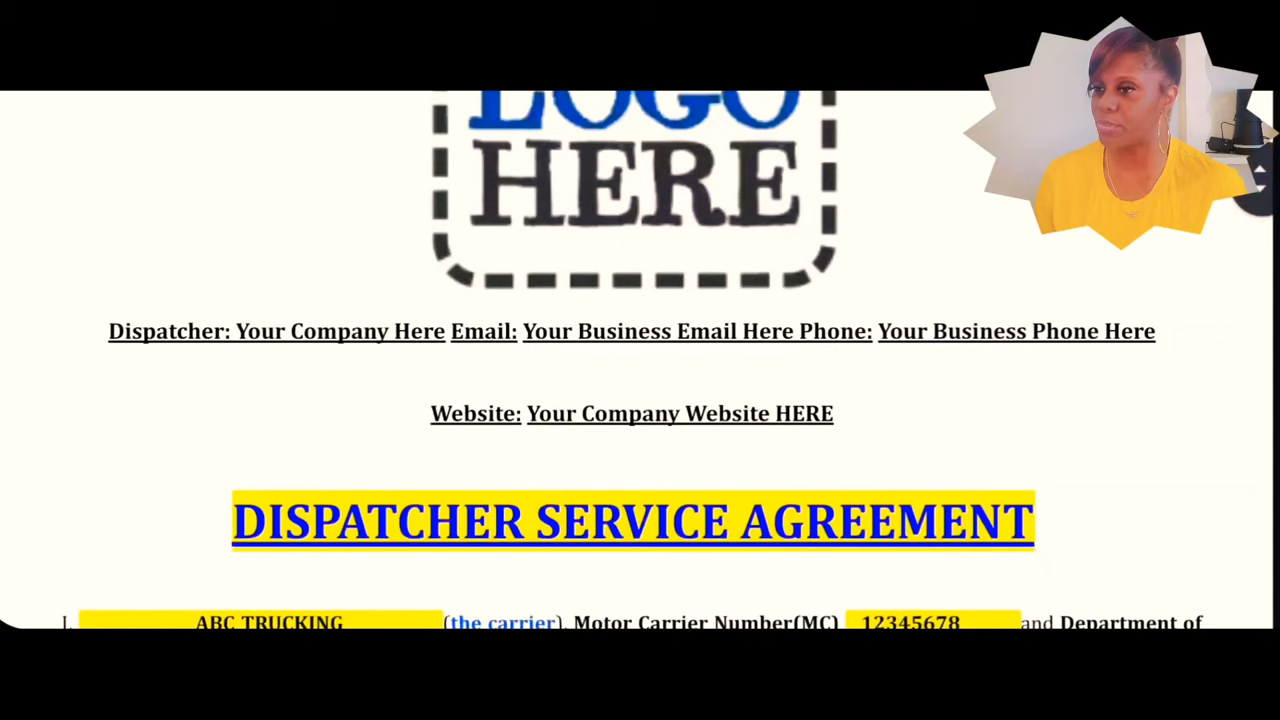 LOGO
HERE
Dispatcher: Your Company Here Email: Your Business Email Here Phone: Your Business Phone Here
Website: Your Company Website HERE
DISPATCHER SERVICE AGREEMENT
I, ABC TRUCKING (the carrier), Motor Carrier Number(MC) 12345678 and Department of